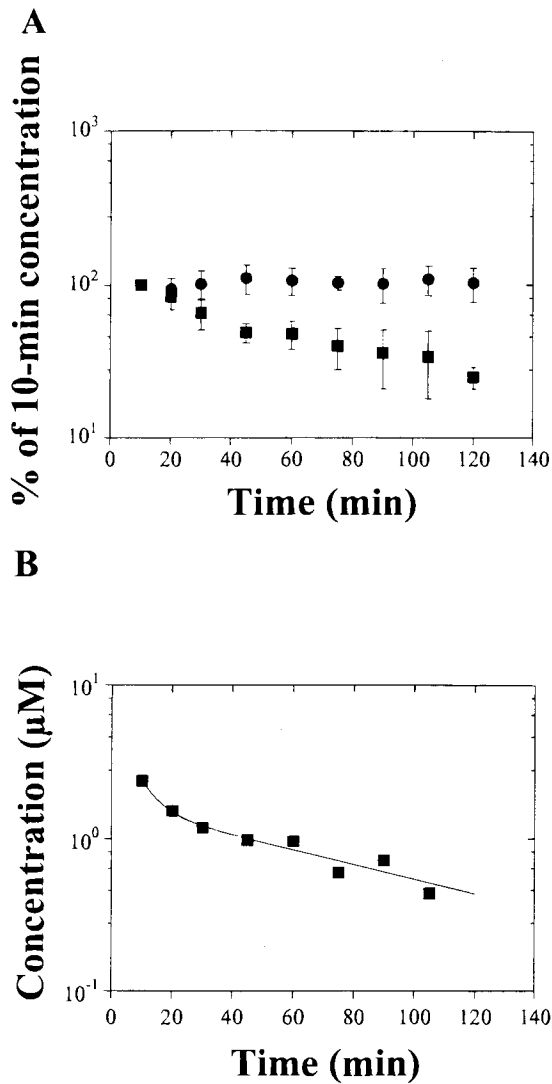 A
% of 10-min concentration
10³
10²
10¹
0 20 40 60 80 100 120 140
Time (min)
B
Concentration (μM)
10¹
10⁰
10⁻¹
0 20 40 60 80 100 120 140
Time (min)